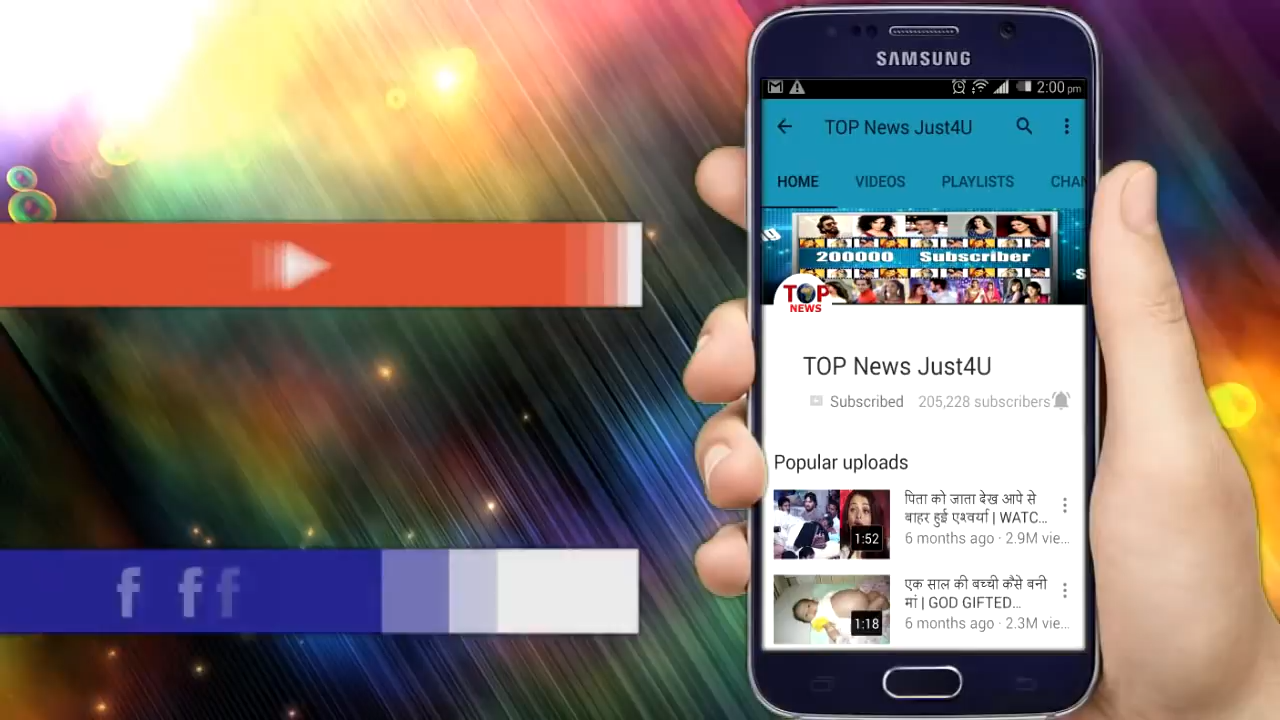 SAMSUNG
2:00 pm
TOP News Just4U
HOME VIDEOS PLAYLISTS CHAN
200000 Subscriber
TOP
NEWS
TOP News Just4U
Subscribed 205,228 subscribers
Popular uploads
पिता को जाता देख आपे से
बाहर हुई एश्वर्या | WATC...
6 months ago · 2.9M vie...
1:52
एक साल की बच्ची कैसे बनी
मां | GOD GIFTED...
6 months ago · 2.3M vie...
1:18
f f f